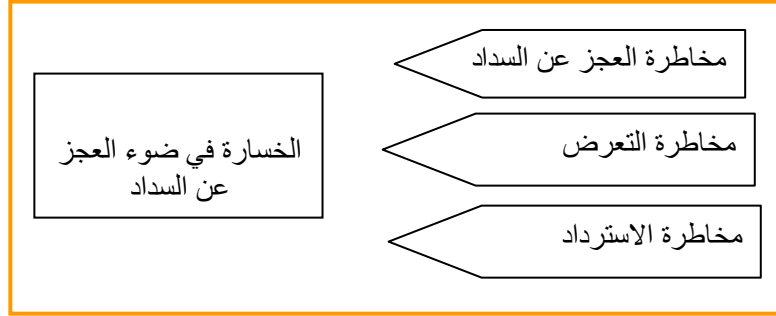 مخاطرة العجز عن السداد
مخاطرة التعرض
مخاطرة الاسترداد
الخسارة في ضوء العجز
عن السداد